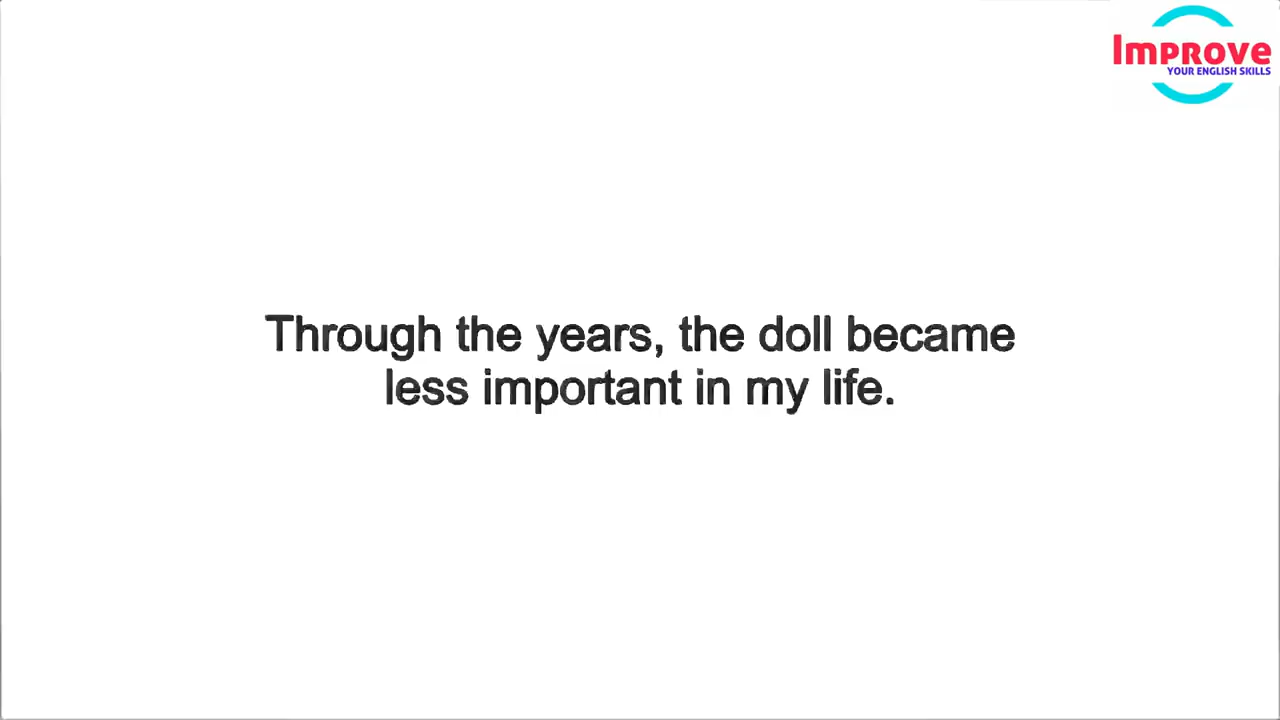 Improve
YOUR ENGLISH SKILLS
Through the years, the doll became
less important in my life.